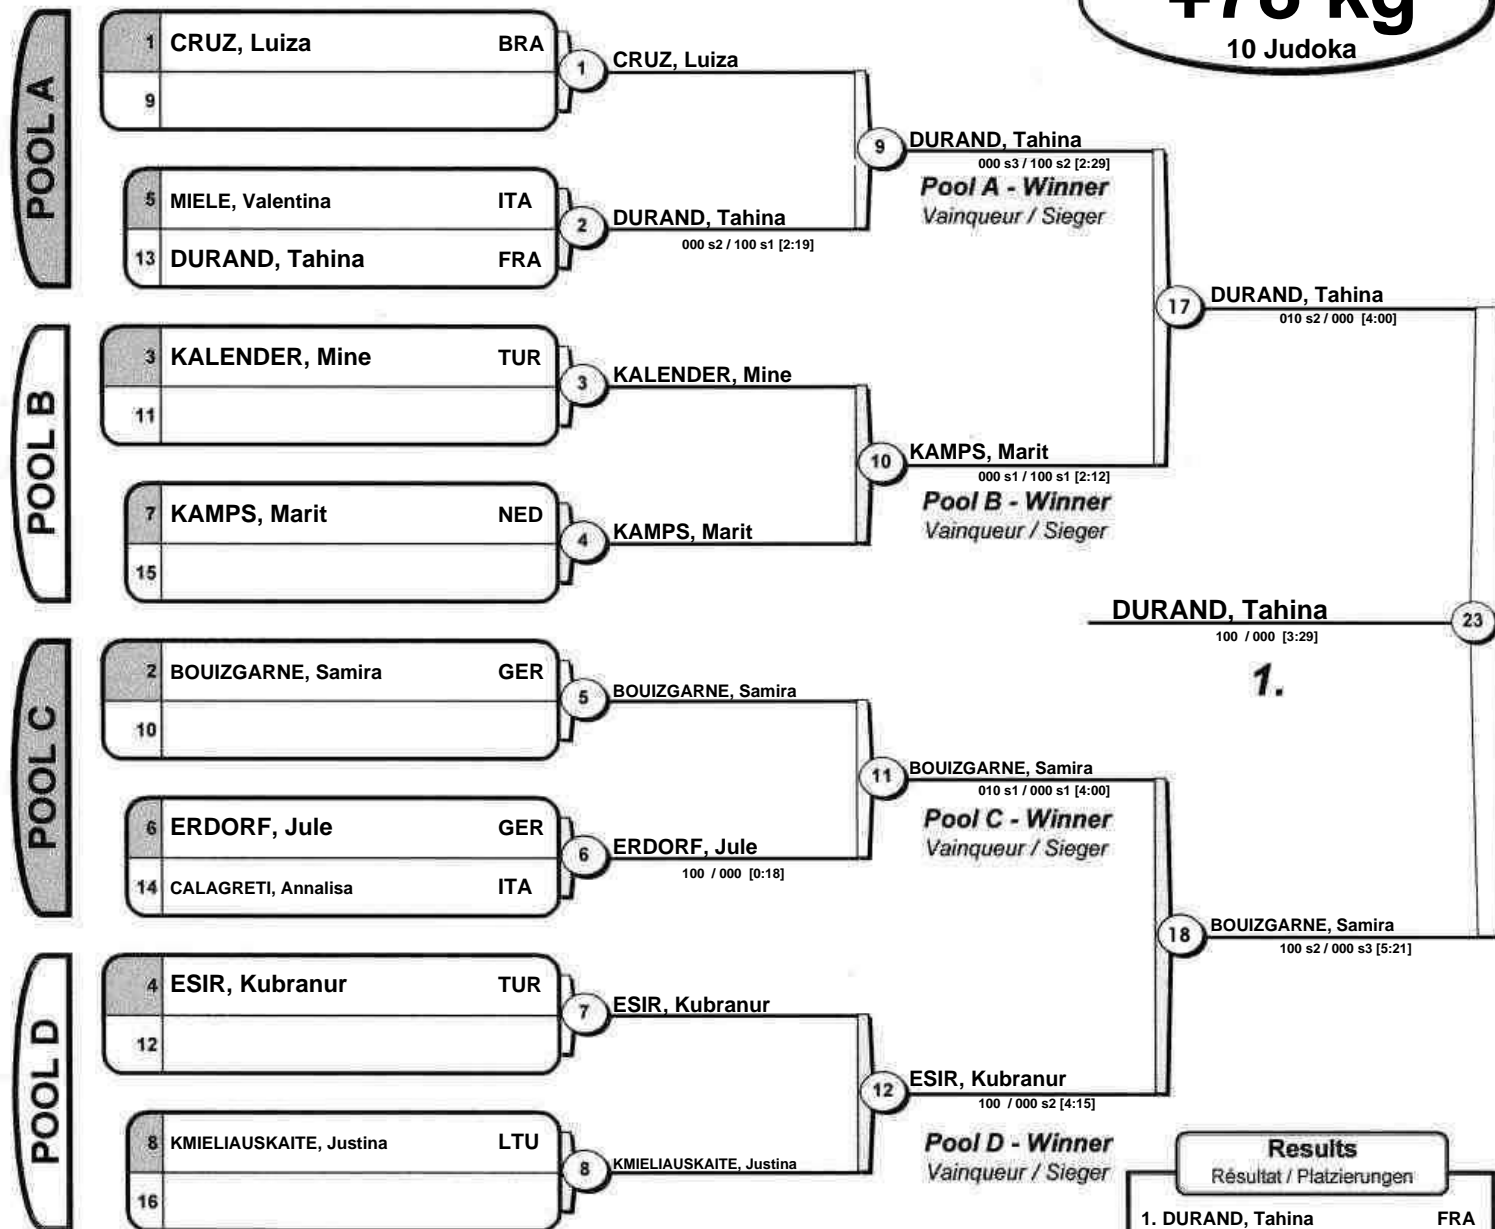 +78 kg
10 Judoka
POOL A
1 CRUZ, Luiza BRA
9
1 CRUZ, Luiza
5 MIELE, Valentina ITA
13 DURAND, Tahina FRA
2 DURAND, Tahina
000 s2 / 100 s1 [2:19]
9 DURAND, Tahina
000 s3 / 100 s2 [2:29]
Pool A - Winner
Vainqueur / Sieger
POOL B
3 KALENDER, Mine TUR
11
3 KALENDER, Mine
7 KAMPS, Marit NED
15
4 KAMPS, Marit
10 KAMPS, Marit
000 s1 / 100 s1 [2:12]
Pool B - Winner
Vainqueur / Sieger
17 DURAND, Tahina
010 s2 / 000 [4:00]
DURAND, Tahina 23
100 / 000 [3:29]
1.
POOL C
2 BOUIZGARNE, Samira GER
10
5 BOUIZGARNE, Samira
6 ERDORF, Jule GER
14 CALAGRETI, Annalisa ITA
6 ERDORF, Jule
100 / 000 [0:18]
11 BOUIZGARNE, Samira
010 s1 / 000 s1 [4:00]
Pool C - Winner
Vainqueur / Sieger
POOL D
4 ESIR, Kubranur TUR
12
7 ESIR, Kubranur
8 KMIELIAUSKAITE, Justina LTU
16
8 KMIELIAUSKAITE, Justina
12 ESIR, Kubranur
100 / 000 s2 [4:15]
Pool D - Winner
Vainqueur / Sieger
18 BOUIZGARNE, Samira
100 s2 / 000 s3 [5:21]
Results
Résultat / Platzierungen
1. DURAND, Tahina FRA